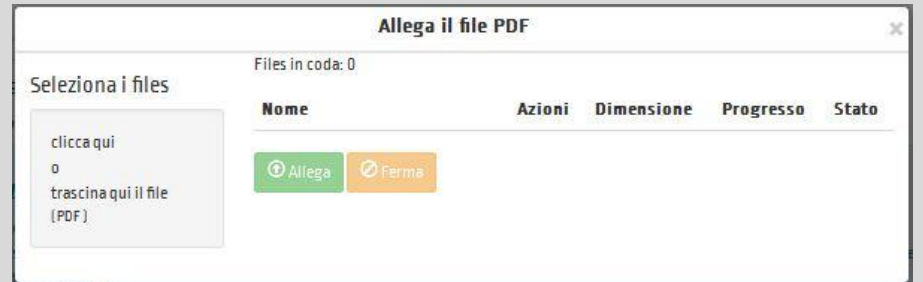 Allega il file PDF
×
Seleziona i files
clicca qui
o
trascina qui il file
(PDF)
Files in coda: 0
Nome Azioni Dimensione Progresso Stato
Allega Ferma